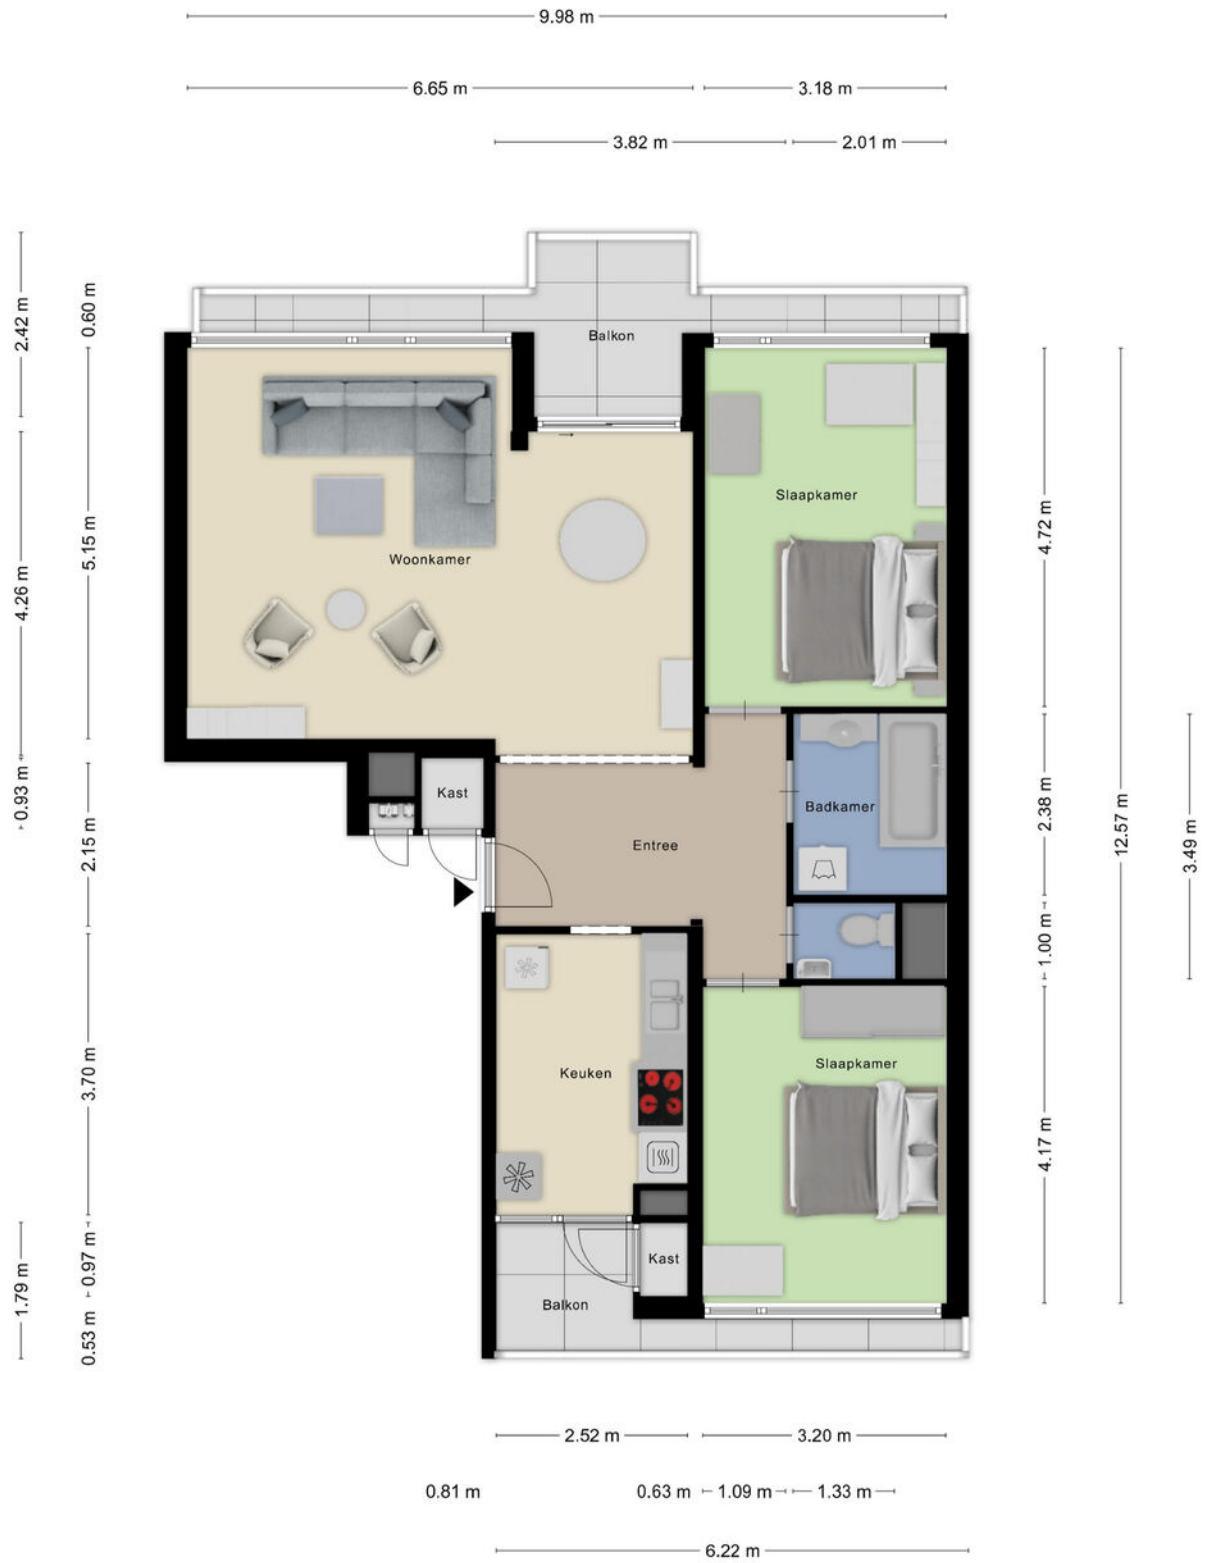 9.98 m
6.65 m
3.18 m
3.82 m
2.01 m
2.42 m
0.60 m
Balkon
Slaapkamer
4.72 m
5.15 m
Woonkamer
4.26 m
0.93 m
Kast
Badkamer
2.38 m
12.57 m
2.15 m
Entree
3.49 m
1.00 m
Keuken
Slaapkamer
3.70 m
4.17 m
Kast
0.97 m
1.79 m
Balkon
0.53 m
2.52 m
3.20 m
0.81 m
0.63 m
1.09 m
1.33 m
6.22 m